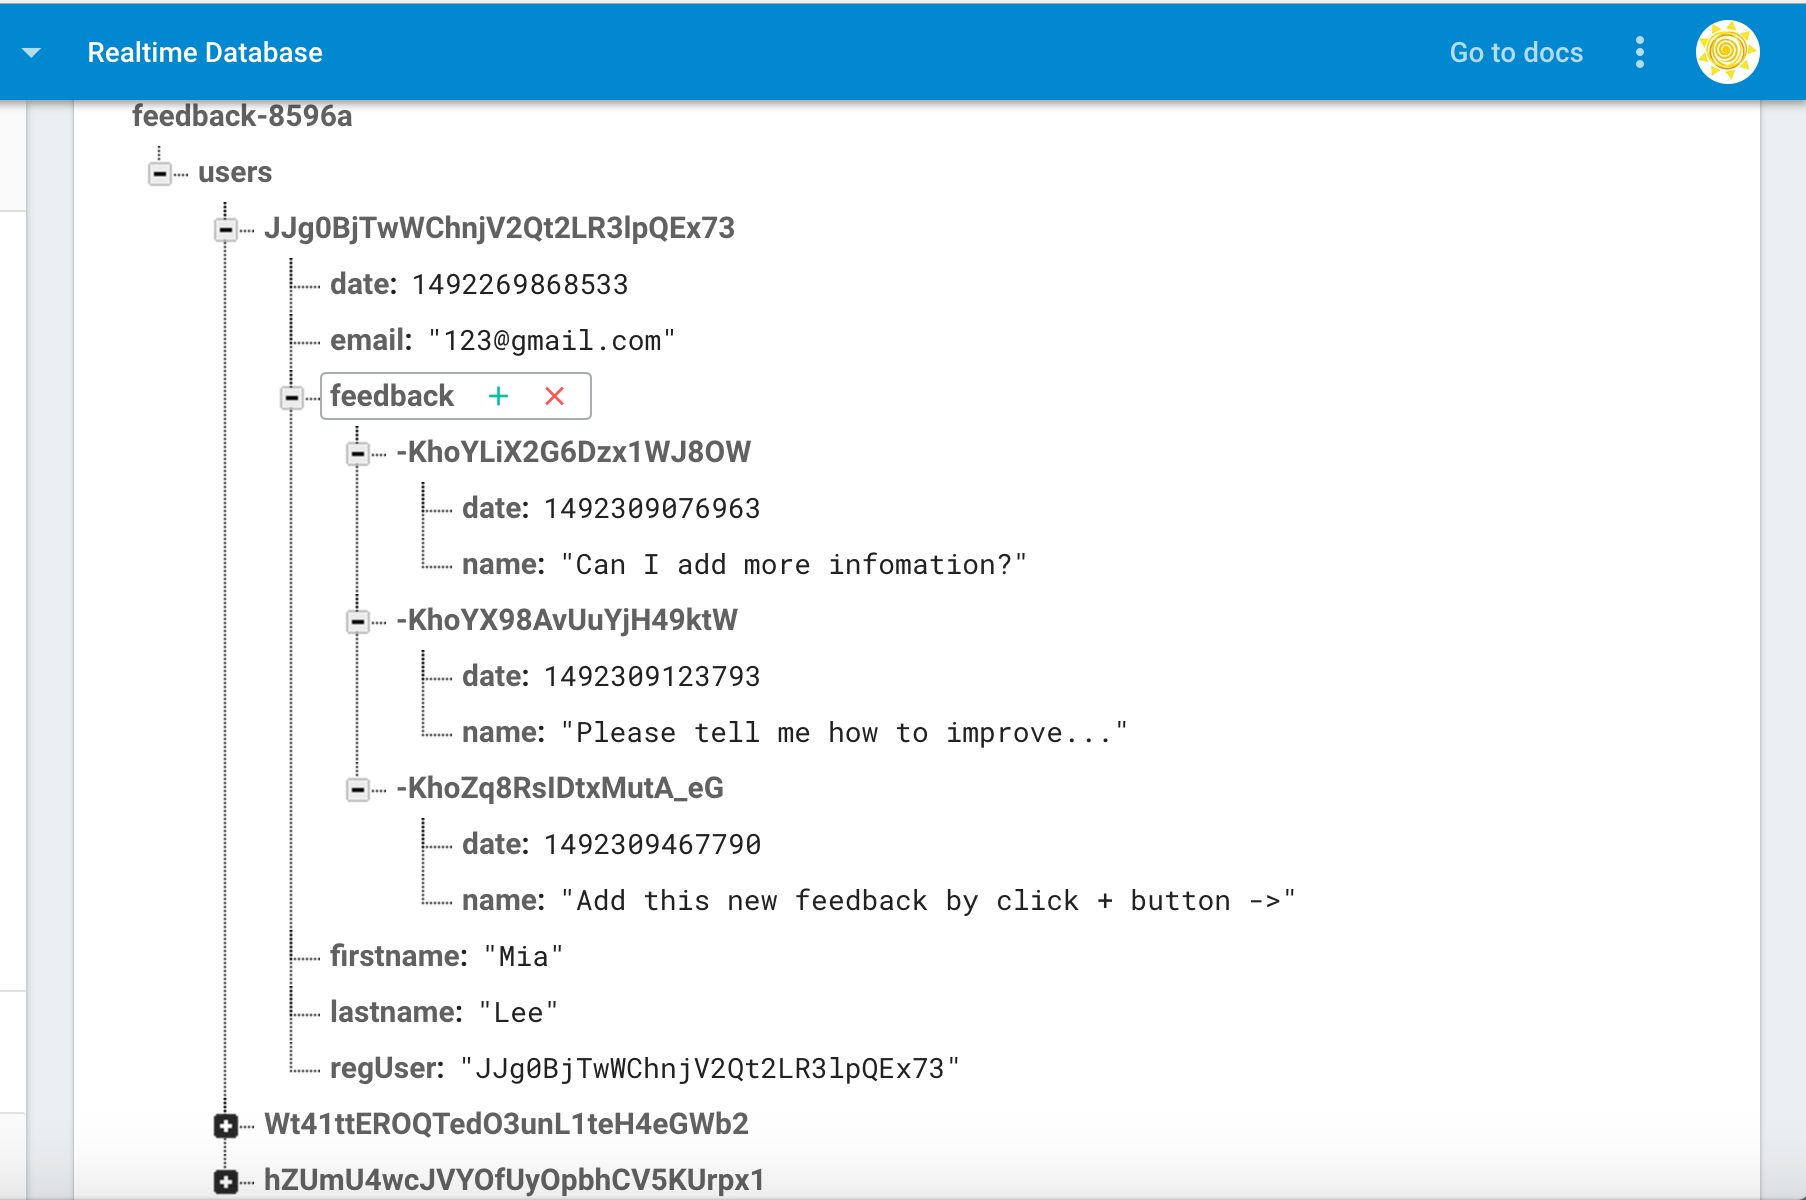 Realtime Database
Go to docs
feedback-8596a
users
JJg0BjTwWChnjV2Qt2LR3lpQEx73
date: 1492269868533
email: "123@gmail.com"
feedback
-KhoYLiX2G6Dzx1WJ8OW
date: 1492309076963
name: "Can I add more infomation?"
-KhoYX98AvUuYjH49ktW
date: 1492309123793
name: "Please tell me how to improve..."
-KhoZq8RsIDtxMutA_eG
date: 1492309467790
name: "Add this new feedback by click + button ->"
firstname: "Mia"
lastname: "Lee"
regUser: "JJg0BjTwWChnjV2Qt2LR3lpQEx73"
Wt41ttEROQTedO3unL1teH4eGWb2
hZUmU4wcJVYOfUyOpbhCV5KUrpx1